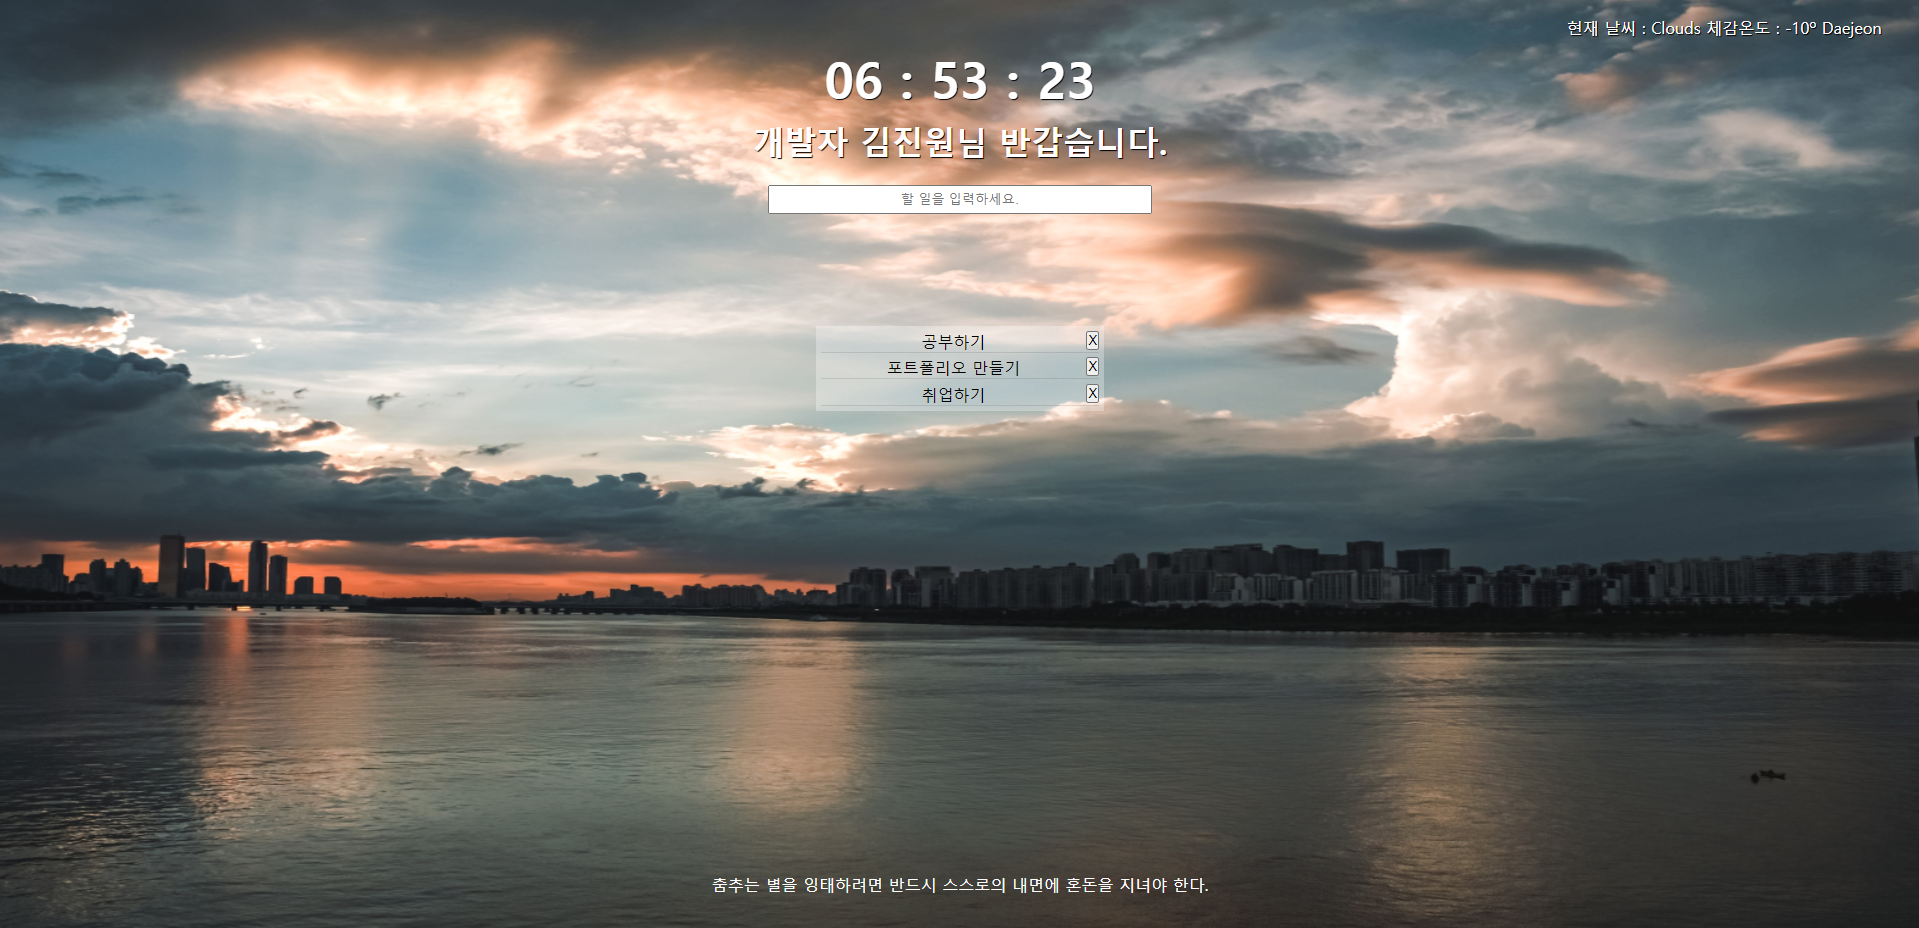 현재 날씨 : Clouds 체감온도 : -10º Daejeon
06 : 53 : 23
개발자 김진원님 반갑습니다.
할 일을 입력하세요.
공부하기 X
포트폴리오 만들기 X
취업하기 X
춤추는 별을 잉태하려면 반드시 스스로의 내면에 혼돈을 지녀야 한다.